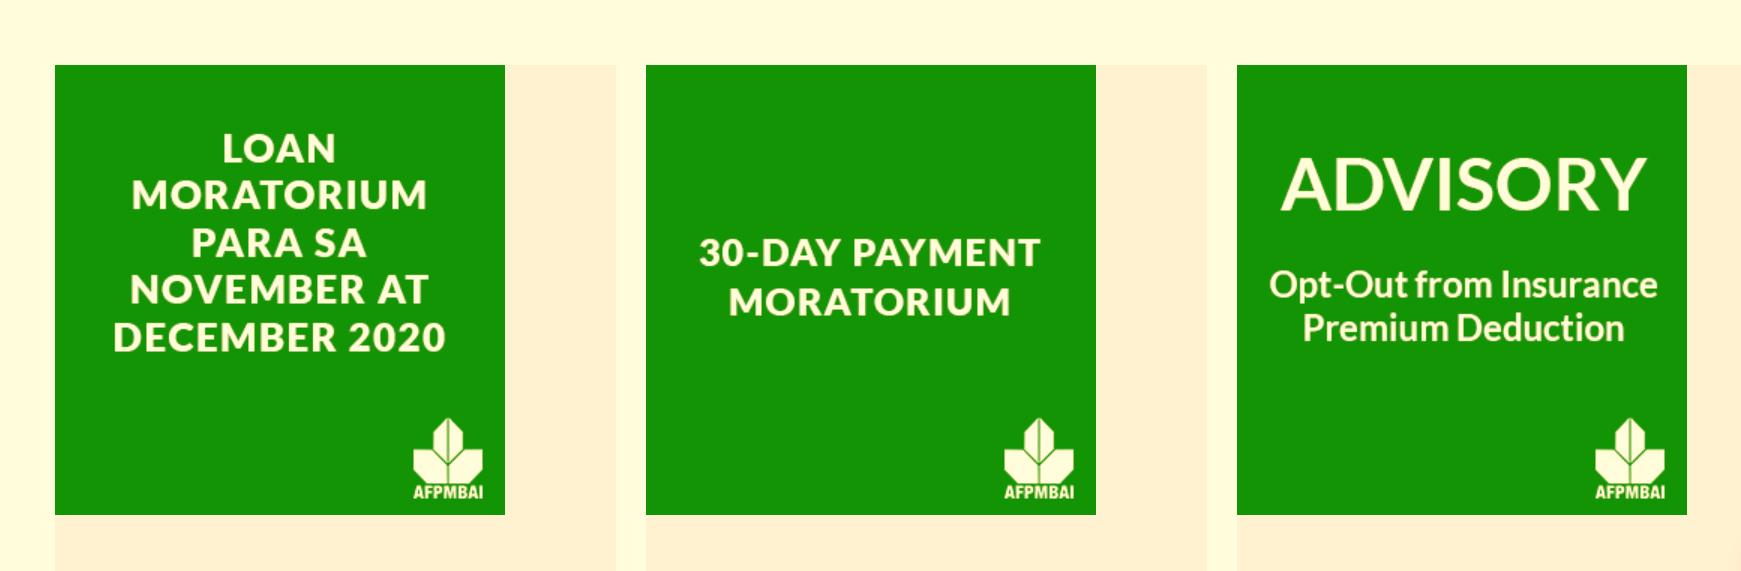 LOAN
MORATORIUM
PARA SA
NOVEMBER AT
DECEMBER 2020
AFPMBAI
30-DAY PAYMENT
MORATORIUM
AFPMBAI
ADVISORY
Opt-Out from Insurance
Premium Deduction
AFPMBAI